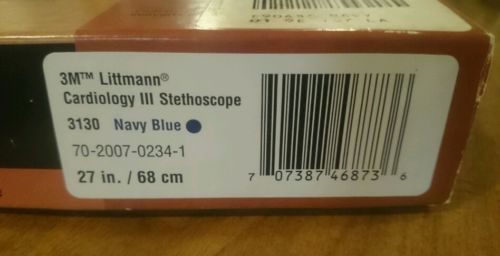 3M™ Littmann®
Cardiology III Stethoscope
3130 Navy Blue
70-2007-0234-1
27 in. / 68 cm
7 07387 46873 6